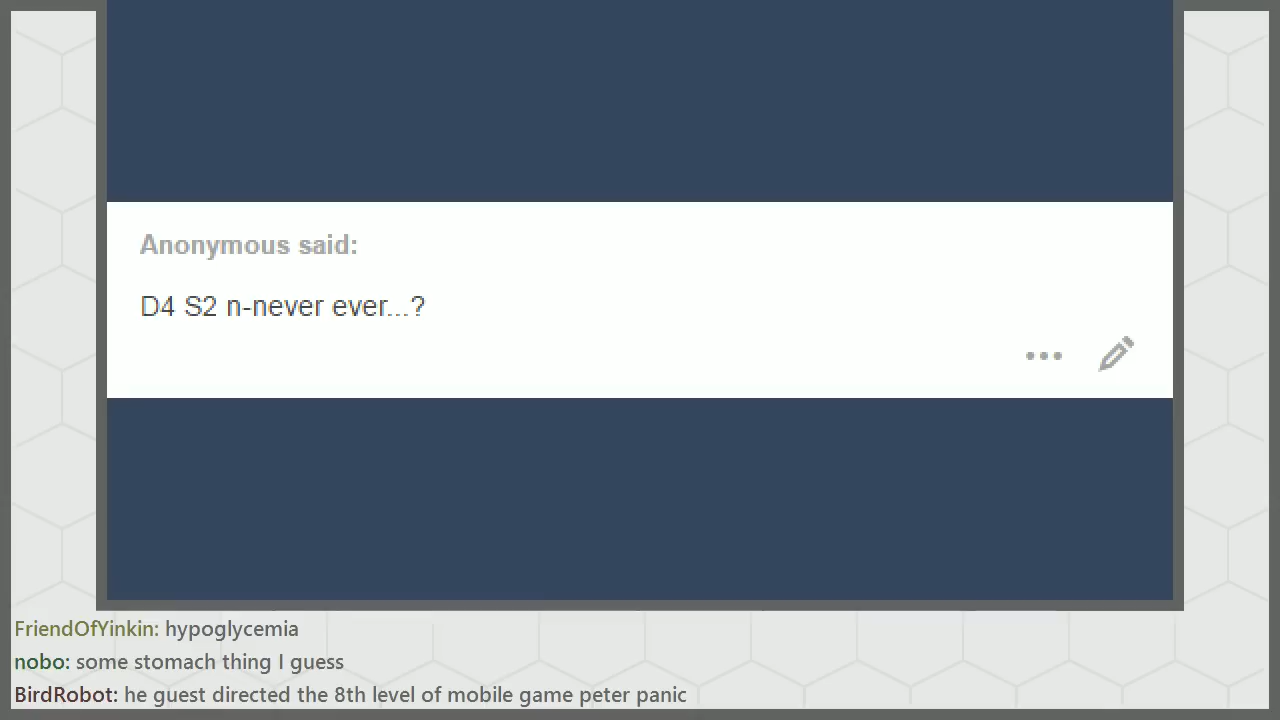 Anonymous said:
D4 S2 n-never ever...?
FriendOfYinkin: hypoglycemia
nobo: some stomach thing I guess
BirdRobot: he guest directed the 8th level of mobile game peter panic